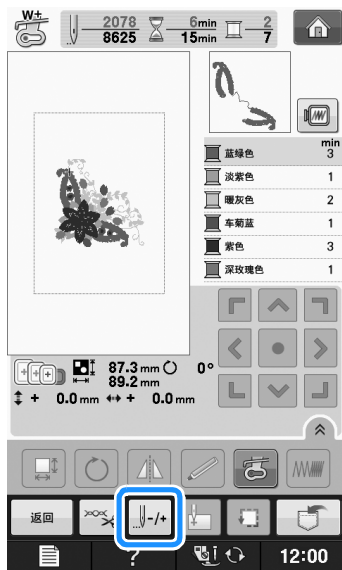 W+
2078 6min 2
8625 15min 7
min
蓝绿色 3
淡紫色 1
暖灰色 2
车菊蓝 1
紫色 3
深玫瑰色 1
87.3 mm 0°
89.2 mm
+ 0.0 mm + 0.0 mm
返回 -/+
? 12:00